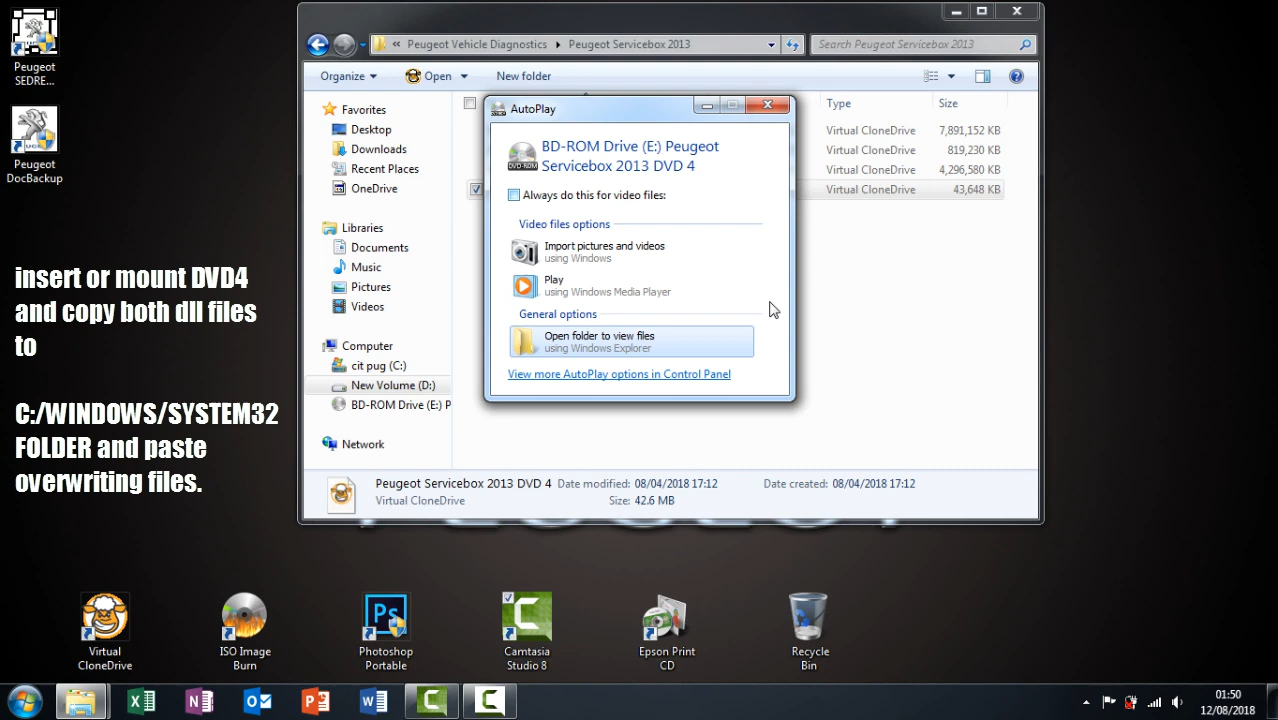 Peugeot
SEDRE...
Peugeot
DocBackup
insert or mount DVD4
and copy both dll files
to
C:/WINDOWS/SYSTEM32
FOLDER and paste
overwriting files.
« Peugeot Vehicle Diagnostics Peugeot Servicebox 2013
Search Peugeot Servicebox 2013
Organize Open New folder
Favorites
Desktop
Downloads
Recent Places
OneDrive
Libraries
Documents
Music
Pictures
Videos
Computer
cit pug (C:)
New Volume (D:)
BD-ROM Drive (E:) P
Network
Type Size
Virtual CloneDrive 7,891,152 KB
Virtual CloneDrive 819,230 KB
Virtual CloneDrive 4,296,580 KB
Virtual CloneDrive 43,648 KB
AutoPlay
BD-ROM Drive (E:) Peugeot
Servicebox 2013 DVD 4
Always do this for video files:
Video files options
Import pictures and videos
using Windows
Play
using Windows Media Player
General options
Open folder to view files
using Windows Explorer
View more AutoPlay options in Control Panel
Peugeot Servicebox 2013 DVD 4 Date modified: 08/04/2018 17:12 Date created: 08/04/2018 17:12
Virtual CloneDrive Size: 42.6 MB
Virtual
CloneDrive
ISO Image
Burn
Photoshop
Portable
Camtasia
Studio 8
Epson Print
CD
Recycle
Bin
01:50
12/08/2018